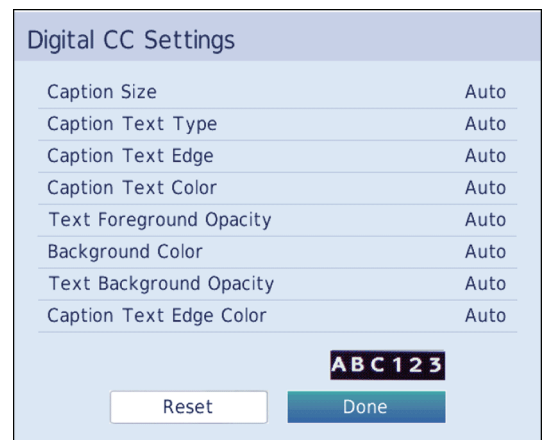 Digital CC Settings
Caption Size Auto
Caption Text Type Auto
Caption Text Edge Auto
Caption Text Color Auto
Text Foreground Opacity Auto
Background Color Auto
Text Background Opacity Auto
Caption Text Edge Color Auto
ABC123
Reset Done